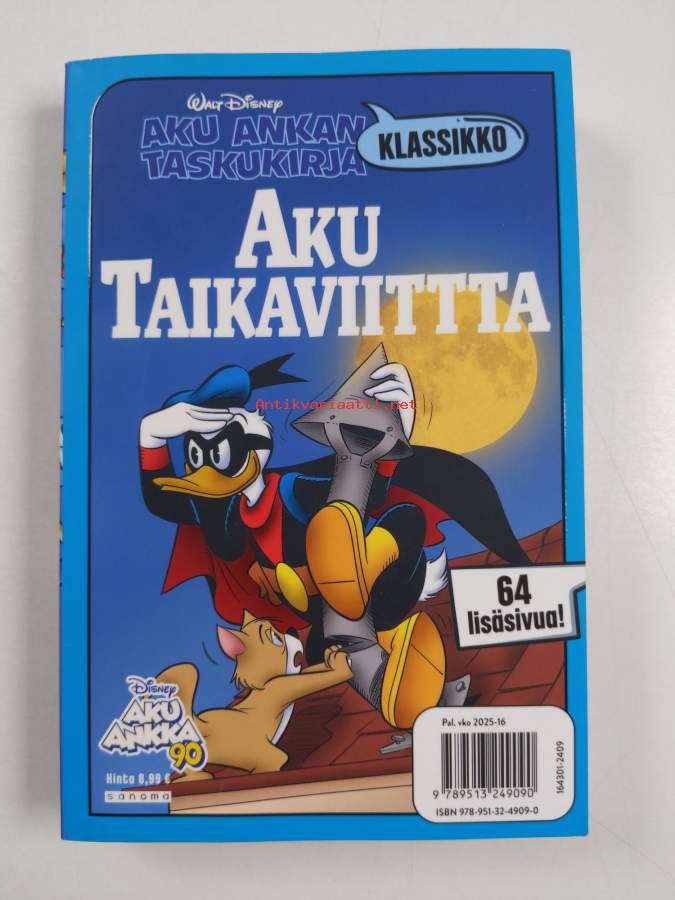 Walt Disney
AKU ANKAN
TASKUKIRJA
KLASSIKKO
AKU
TAIKAVIITTTA
Antikvariaatti.net
64
lisäsivua!
Disney
AKU
ANKKA
90
Hinta 8,99 €
sanoma
Pal. vko 2025-16
9 789513 249090
ISBN 978-951-32-4909-0
164301-2409